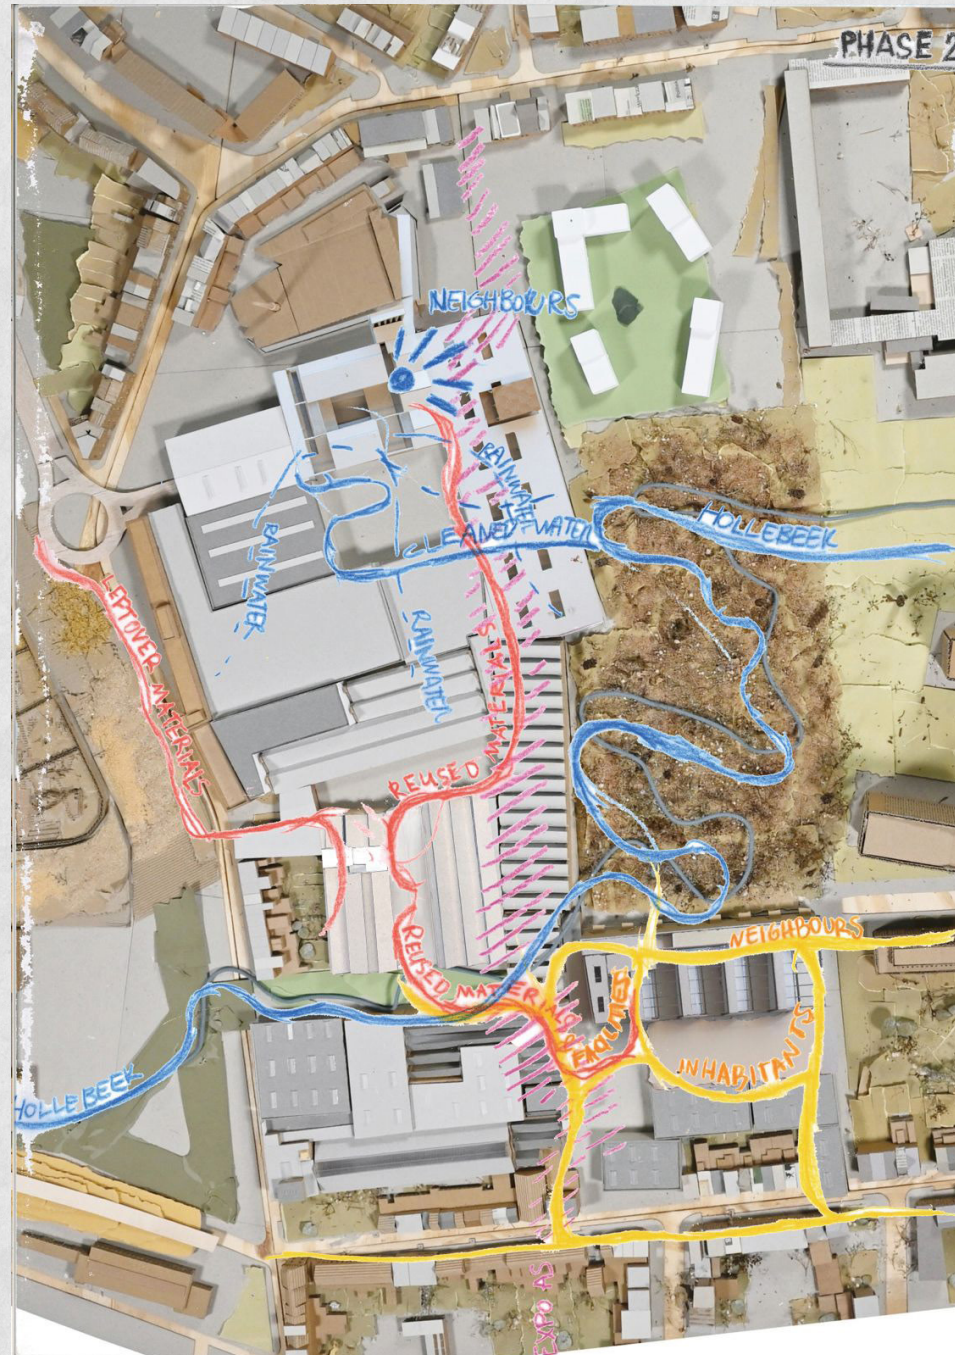 PHASE 2
NEIGHBOURS
RAINWATER
CLEANED WATER
HOLLEBEEK
RAINWATER
RAINWATER
LEFTOVER MATERIALS
REUSED MATERIALS
REUSED MATERIALS
FACILITIES
NEIGHBOURS
INHABITANTS
HOLLEBEEK
EXPO AS